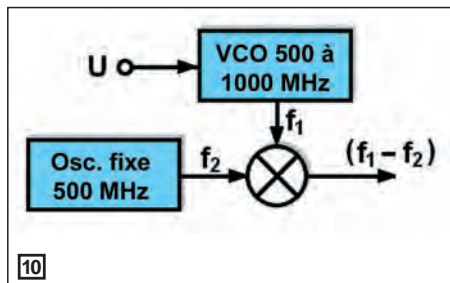 VCO 500 à
1000 MHz
U
f₁
Osc. fixe
500 MHz
f₂
(f₁ – f₂)
10